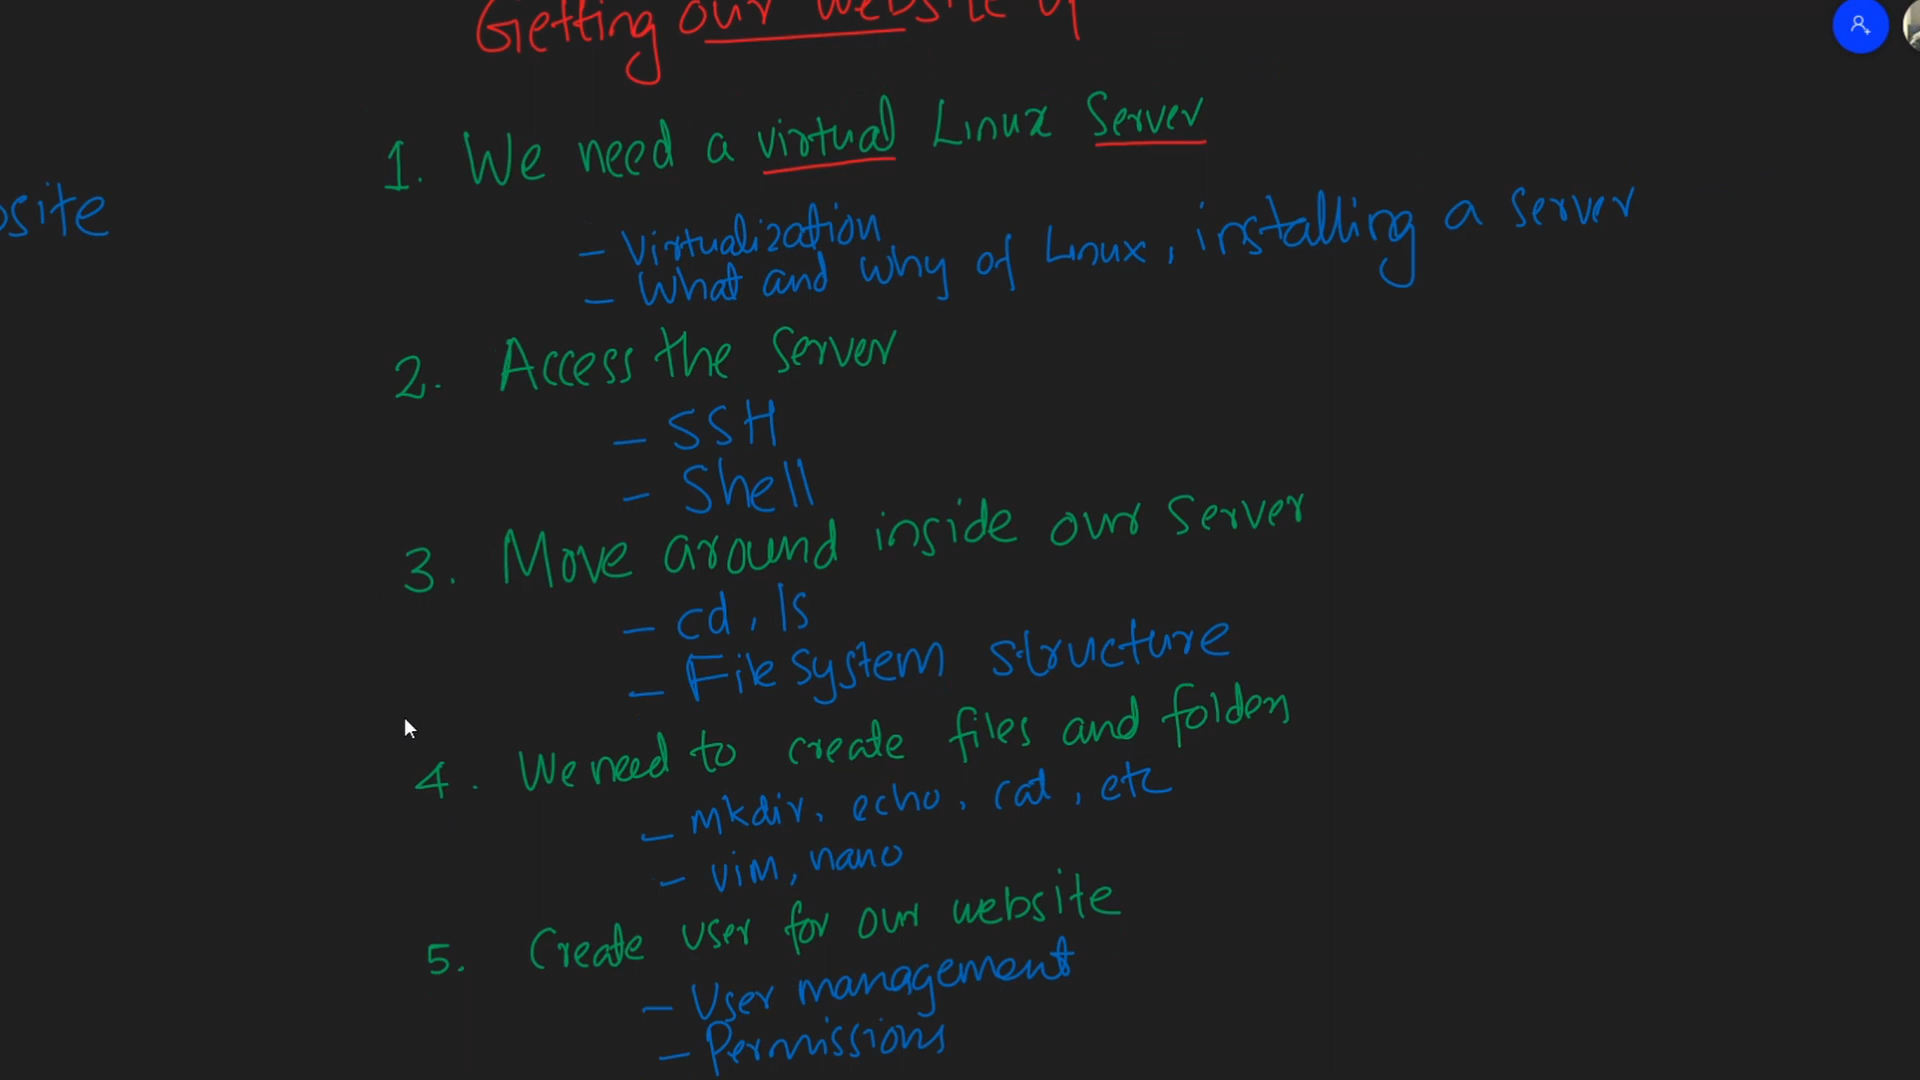 Getting our website up
1. We need a virtual Linux Server
- Virtualization
- What and why of Linux, installing a server
site
2. Access the Server
- SSH
- Shell
3. Move around inside our Server
- cd, ls
- File system structure
4. We need to create files and folders
- mkdir, echo, cat, etc
- vim, nano
5. Create user for our website
- User management
- Permissions